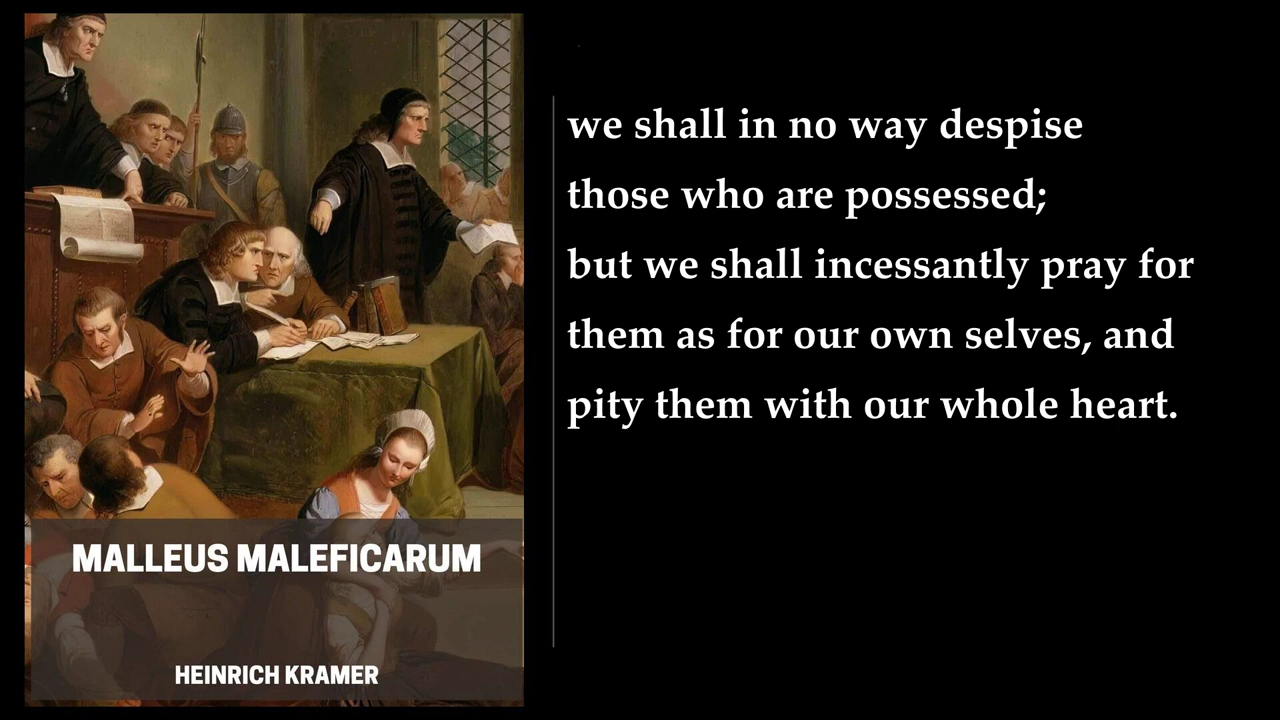 we shall in no way despise
those who are possessed;
but we shall incessantly pray for
them as for our own selves, and
pity them with our whole heart.
MALLEUS MALEFICARUM
HEINRICH KRAMER